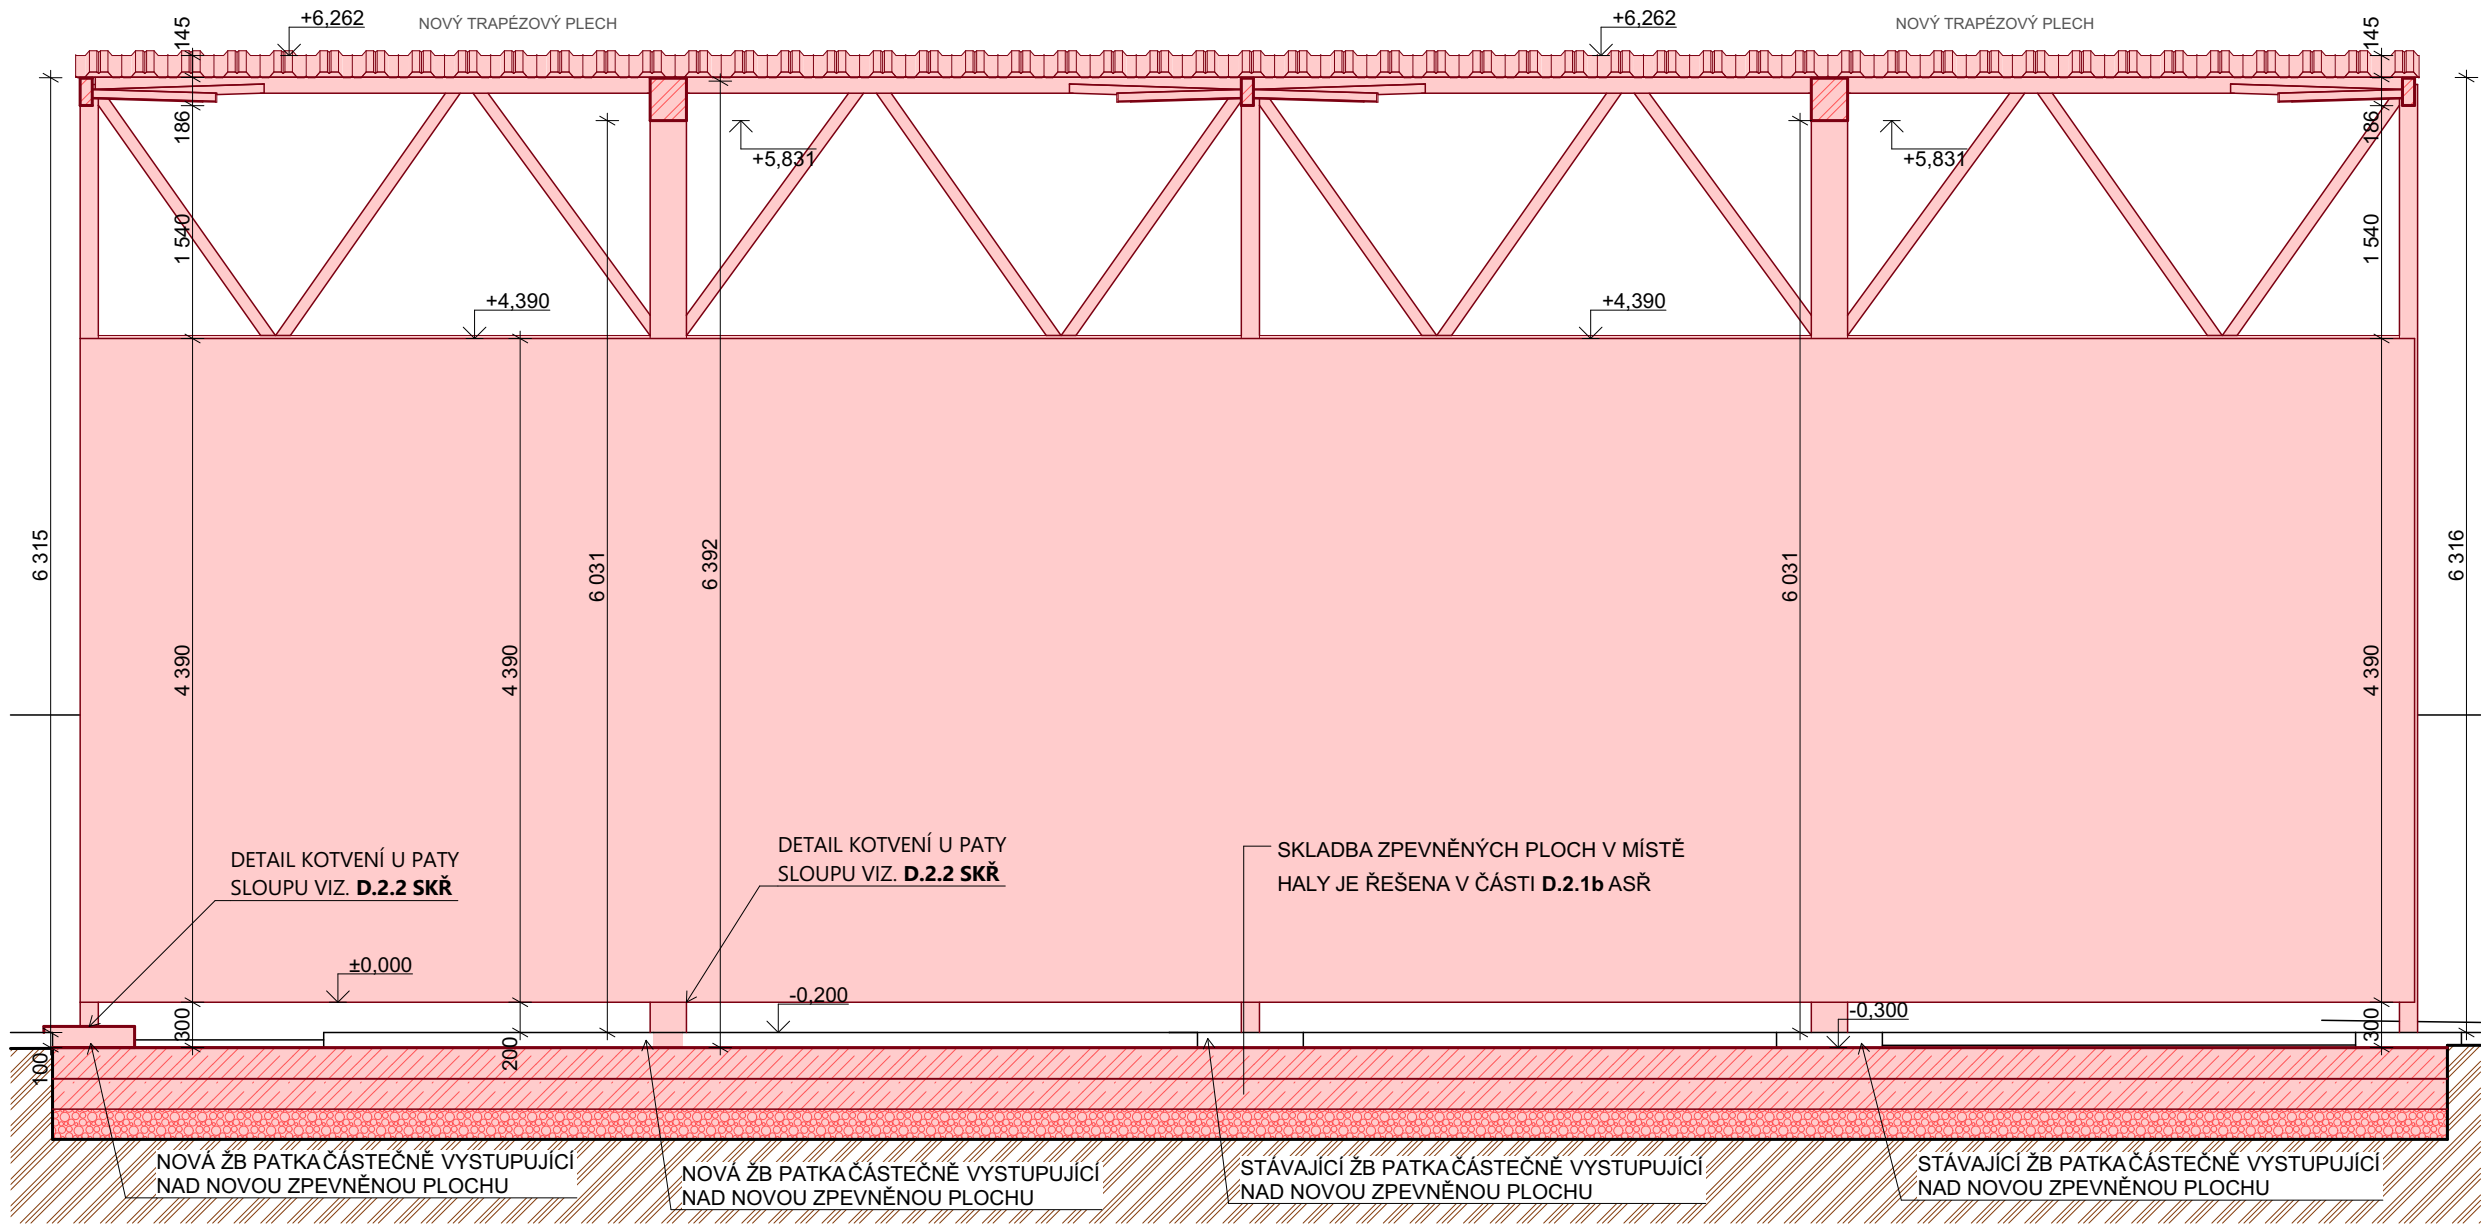 +6,262
NOVÝ TRAPÉZOVÝ PLECH
+6,262
NOVÝ TRAPÉZOVÝ PLECH
145
145
186
186
+5,831
+5,831
1 540
1 540
+4,390
+4,390
6 315
6 031
6 392
6 031
6 316
4 390
4 390
4 390
DETAIL KOTVENÍ U PATY
SLOUPU VIZ. D.2.2 SKŘ
DETAIL KOTVENÍ U PATY
SLOUPU VIZ. D.2.2 SKŘ
SKLADBA ZPEVNĚNÝCH PLOCH V MÍSTĚ
HALY JE ŘEŠENA V ČÁSTI D.2.1b ASŘ
±0,000
-0,200
-0,300
300
300
100
200
NOVÁ ŽB PATKA ČÁSTEČNĚ VYSTUPUJÍCÍ
NAD NOVOU ZPEVNĚNOU PLOCHU
NOVÁ ŽB PATKA ČÁSTEČNĚ VYSTUPUJÍCÍ
NAD NOVOU ZPEVNĚNOU PLOCHU
STÁVAJÍCÍ ŽB PATKA ČÁSTEČNĚ VYSTUPUJÍCÍ
NAD NOVOU ZPEVNĚNOU PLOCHU
STÁVAJÍCÍ ŽB PATKA ČÁSTEČNĚ VYSTUPUJÍCÍ
NAD NOVOU ZPEVNĚNOU PLOCHU